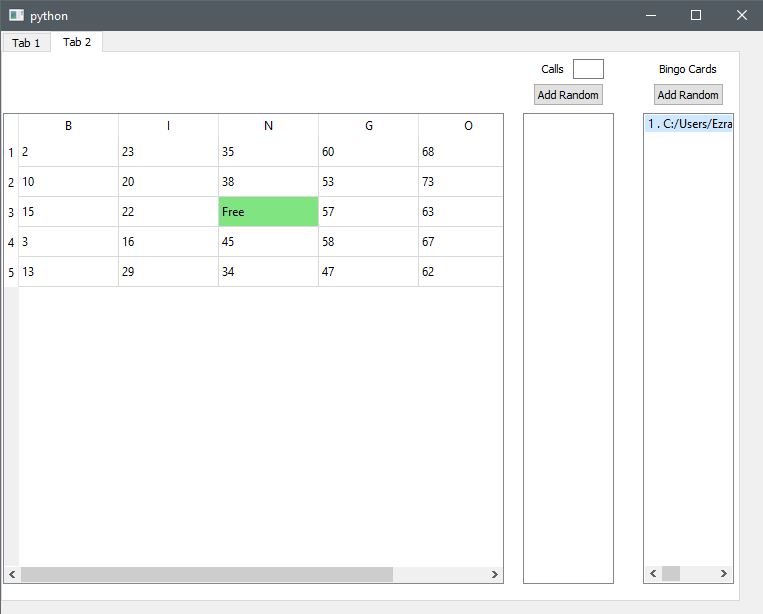 python
Tab 1 Tab 2
Calls Bingo Cards
Add Random Add Random
B I N G O 1 . C:/Users/Ezra
1 2 23 35 60 68
2 10 20 38 53 73
3 15 22 Free 57 63
4 3 16 45 58 67
5 13 29 34 47 62